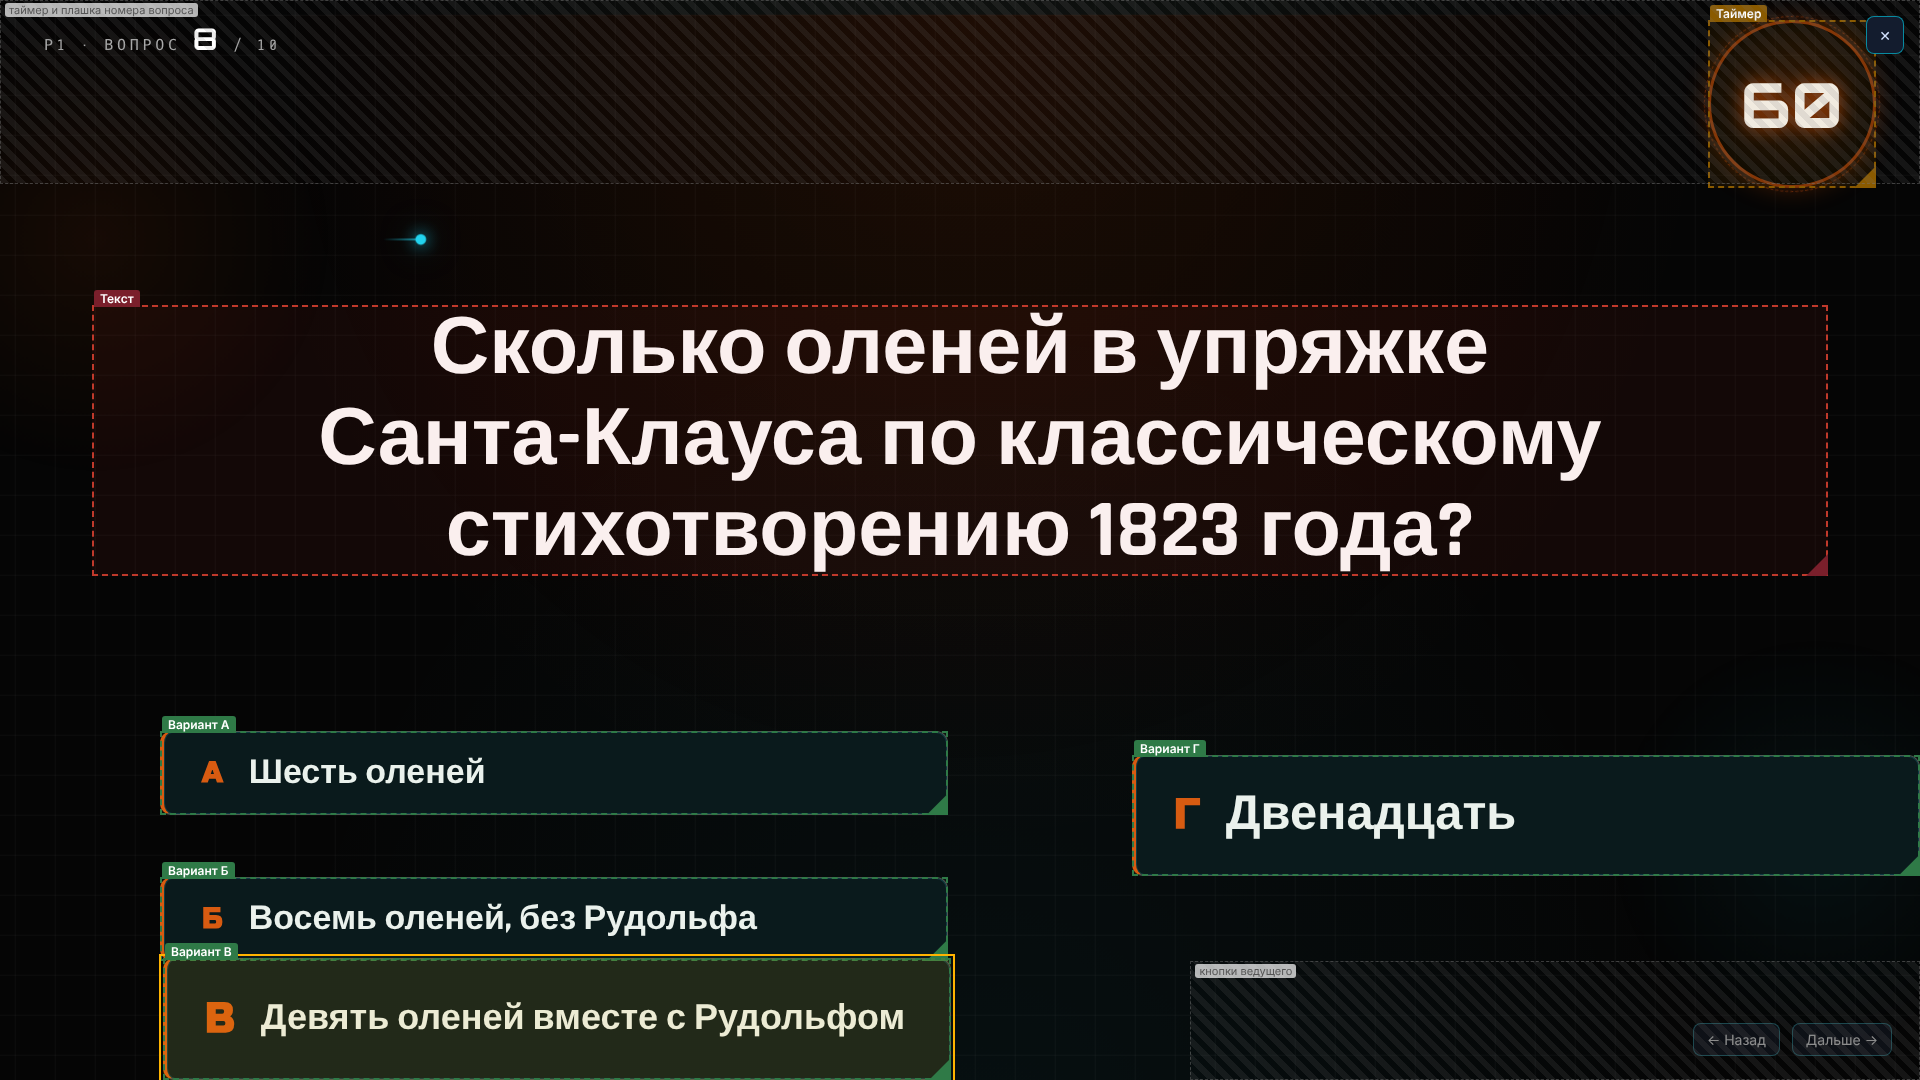 таймер и плашка номера вопроса
Р1 · ВОПРОС 8 / 10
Таймер
×
60
Текст
Сколько оленей в упряжке
Санта-Клауса по классическому
стихотворению 1823 года?
Вариант А
А Шесть оленей
Вариант Б
Б Восемь оленей, без Рудольфа
Вариант В
В Девять оленей вместе с Рудольфом
Вариант Г
Г Двенадцать
кнопки ведущего
← Назад
Дальше →